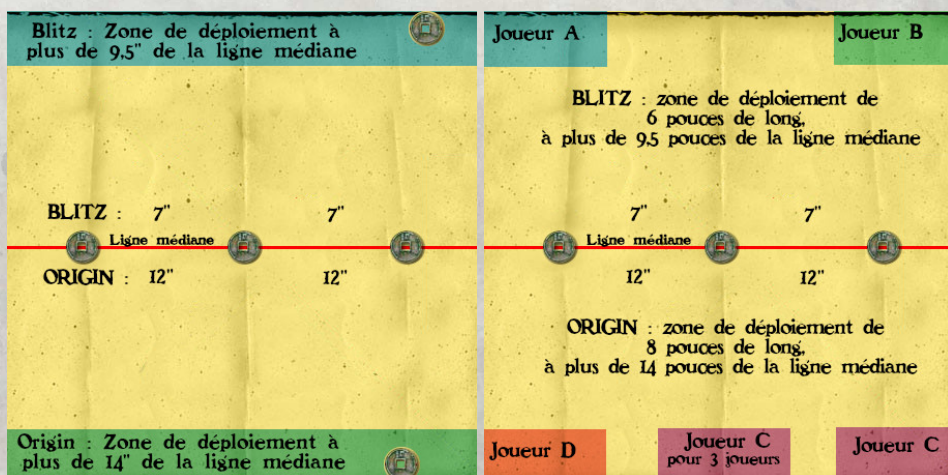 Blitz : Zone de déploiement à
plus de 9,5" de la ligne médiane
BLITZ : 7" 7"
Ligne médiane
ORIGIN : 12" 12"
Origin : Zone de déploiement à
plus de 14" de la ligne médiane
Joueur A
Joueur B
BLITZ : zone de déploiement de
6 pouces de long,
à plus de 9,5 pouces de la ligne médiane
7" 7"
Ligne médiane
12" 12"
ORIGIN : zone de déploiement de
8 pouces de long,
à plus de 14 pouces de la ligne médiane
Joueur D
Joueur C
pour 3 joueurs
Joueur C